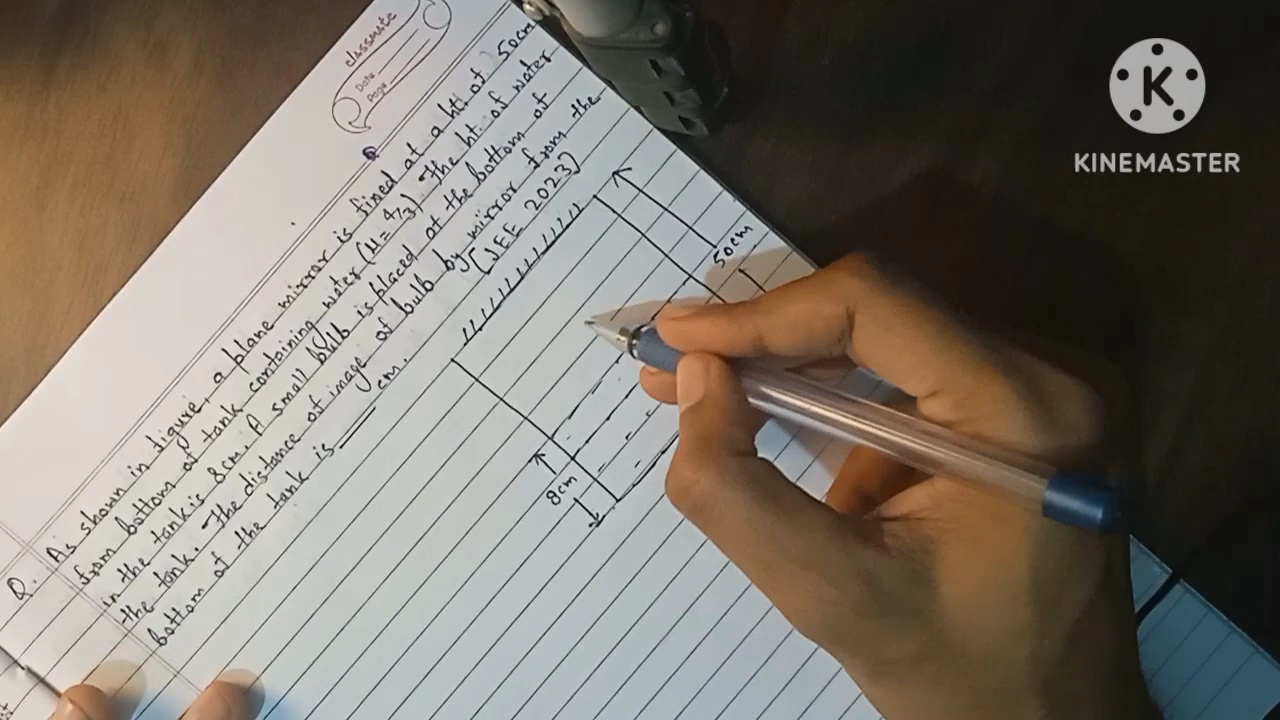 classmate
Date
Page
Q. As shown in figure, a plane mirror is fined at a ht. of 50cm
from bottom of tank containing water (μ= 4/3). The ht. of water
in the tank is 8cm. A small bulb is placed at the bottom of
the tank. The distance of image of bulb by mirror from the
bottom of the tank is ___ cm. [JEE 2023]
50cm
8cm
K
KINEMASTER